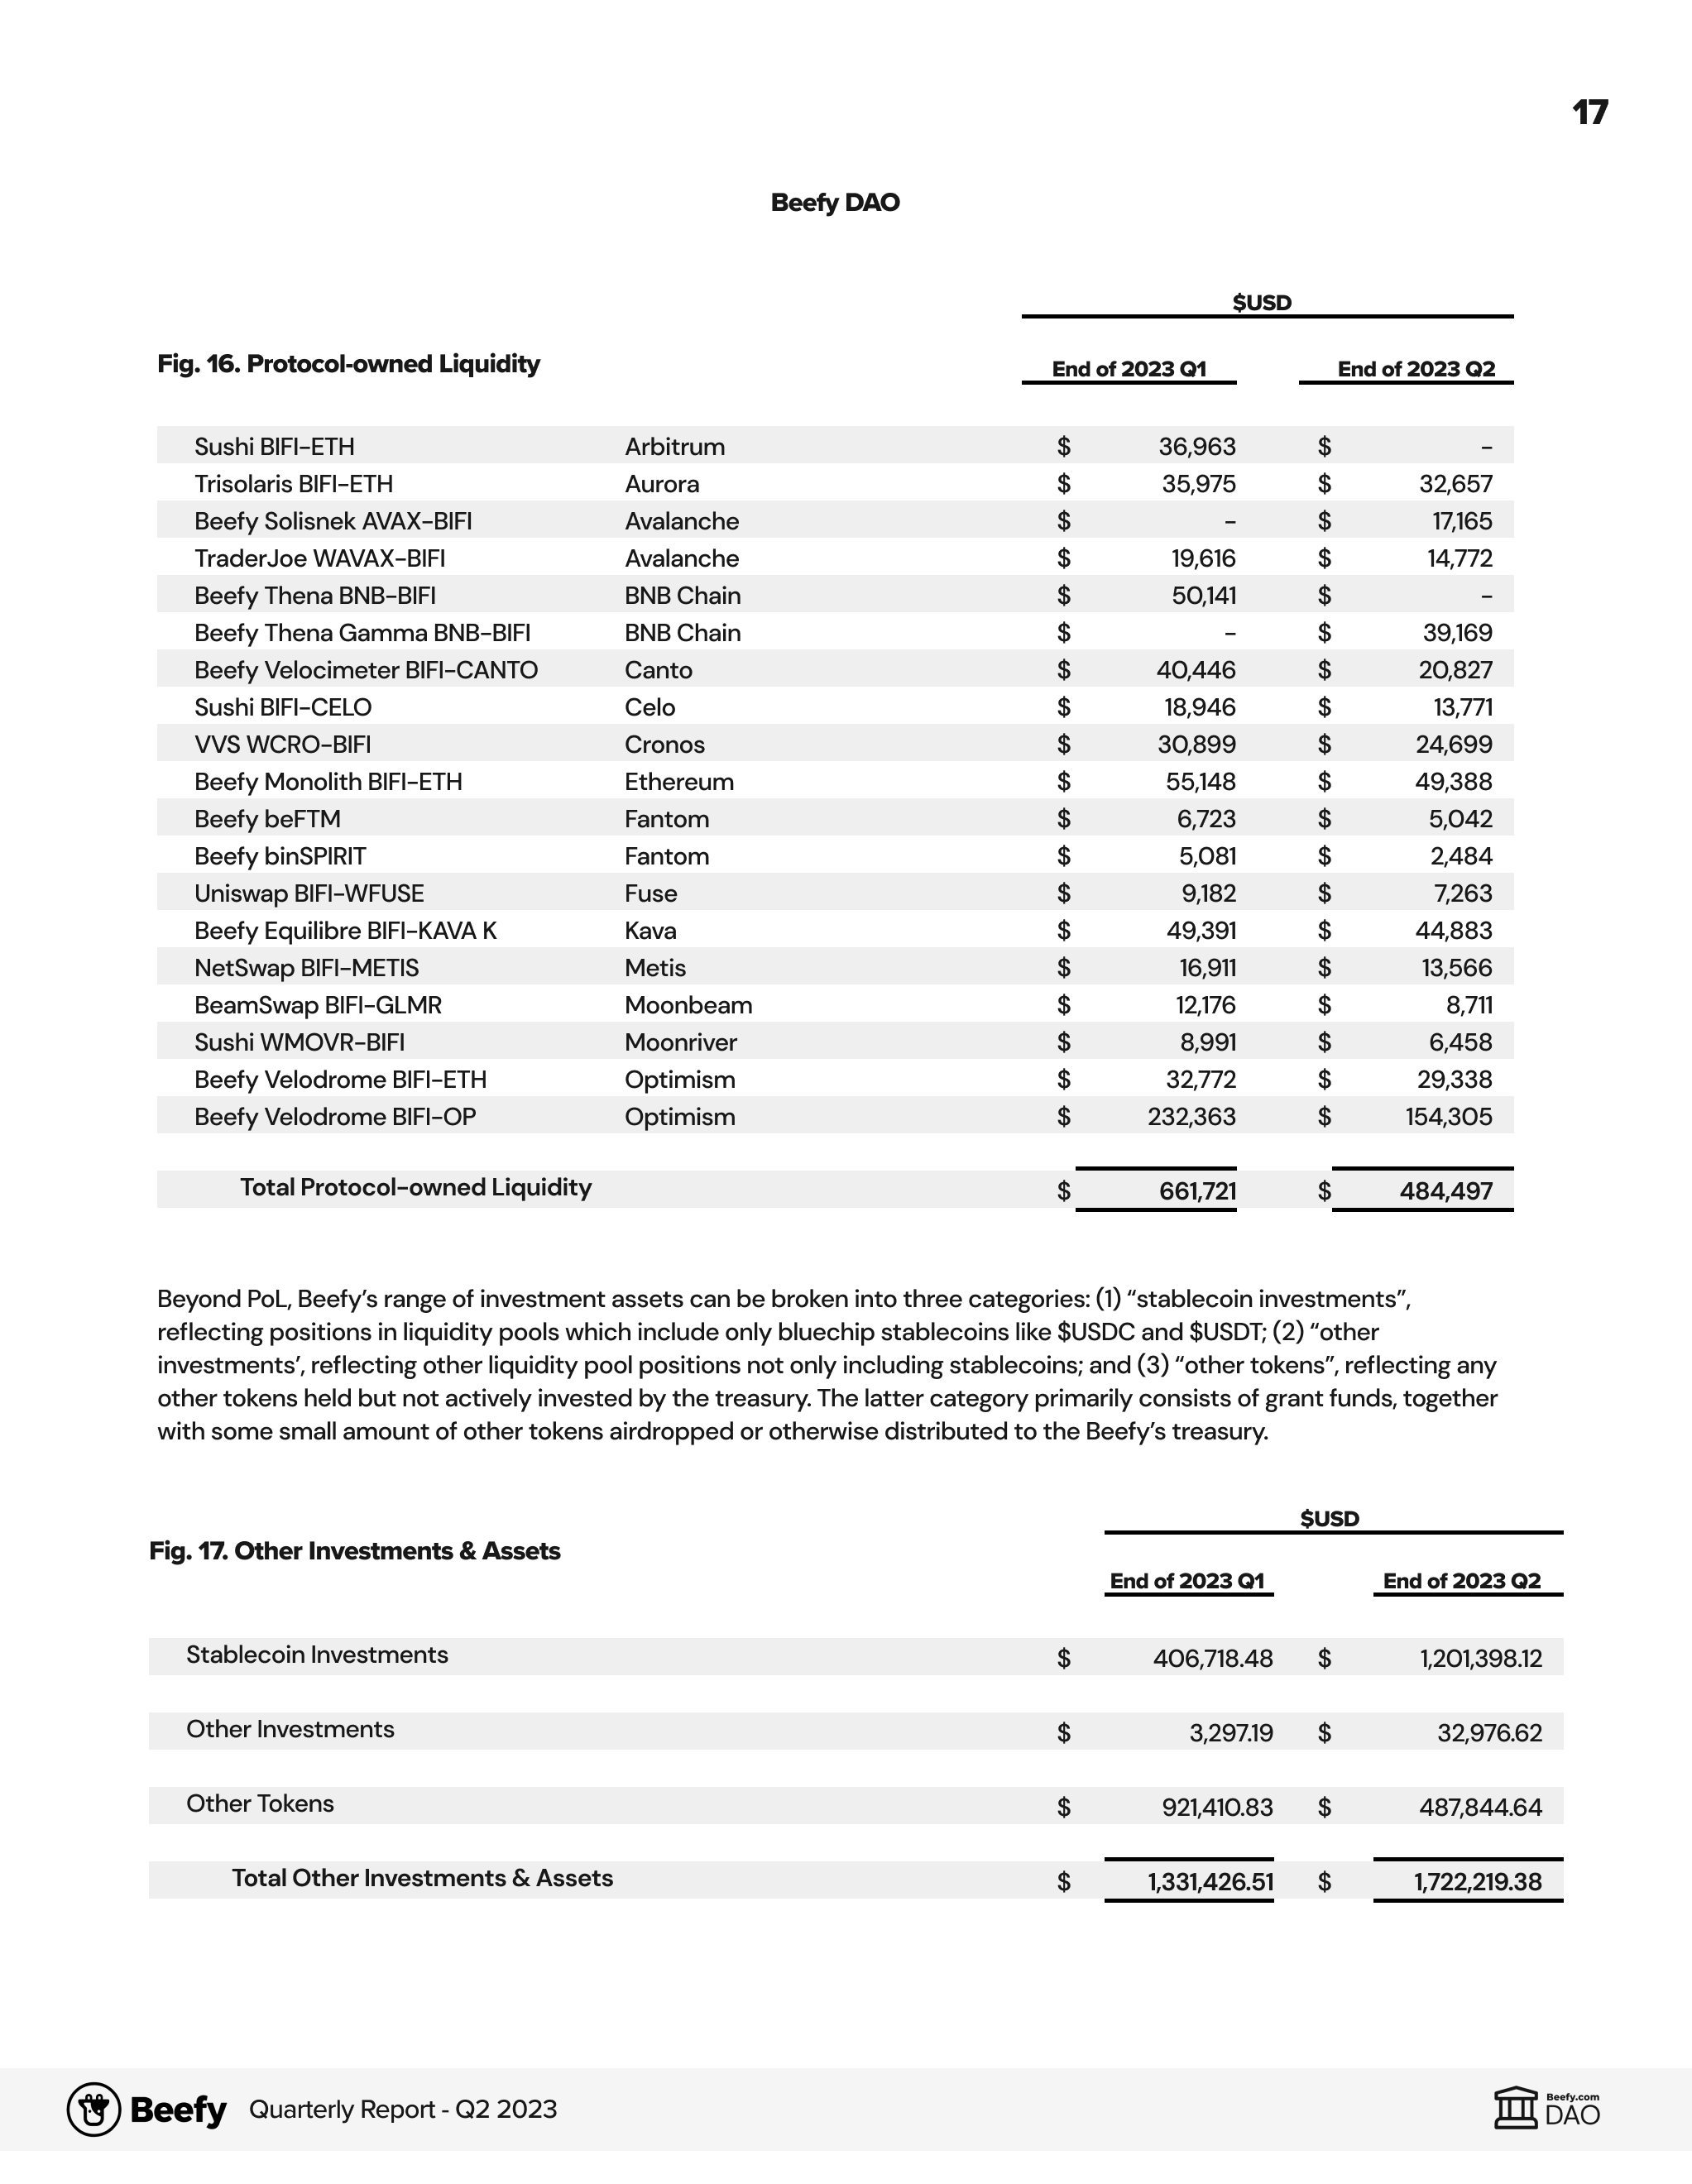 17
Beefy DAO
$USD
Fig. 16. Protocol-owned Liquidity End of 2023 Q1 End of 2023 Q2
Sushi BIFI-ETH Arbitrum $ 36,963 $ -
Trisolaris BIFI-ETH Aurora $ 35,975 $ 32,657
Beefy Solisnek AVAX-BIFI Avalanche $ - $ 17,165
TraderJoe WAVAX-BIFI Avalanche $ 19,616 $ 14,772
Beefy Thena BNB-BIFI BNB Chain $ 50,141 $ -
Beefy Thena Gamma BNB-BIFI BNB Chain $ - $ 39,169
Beefy Velocimeter BIFI-CANTO Canto $ 40,446 $ 20,827
Sushi BIFI-CELO Celo $ 18,946 $ 13,771
VVS WCRO-BIFI Cronos $ 30,899 $ 24,699
Beefy Monolith BIFI-ETH Ethereum $ 55,148 $ 49,388
Beefy beFTM Fantom $ 6,723 $ 5,042
Beefy binSPIRIT Fantom $ 5,081 $ 2,484
Uniswap BIFI-WFUSE Fuse $ 9,182 $ 7,263
Beefy Equilibre BIFI-KAVA K Kava $ 49,391 $ 44,883
NetSwap BIFI-METIS Metis $ 16,911 $ 13,566
BeamSwap BIFI-GLMR Moonbeam $ 12,176 $ 8,711
Sushi WMOVR-BIFI Moonriver $ 8,991 $ 6,458
Beefy Velodrome BIFI-ETH Optimism $ 32,772 $ 29,338
Beefy Velodrome BIFI-OP Optimism $ 232,363 $ 154,305
Total Protocol-owned Liquidity $ 661,721 $ 484,497
Beyond PoL, Beefy's range of investment assets can be broken into three categories: (1) “stablecoin investments”,
reflecting positions in liquidity pools which include only bluechip stablecoins like $USDC and $USDT; (2) “other
investments’, reflecting other liquidity pool positions not only including stablecoins; and (3) “other tokens”, reflecting any
other tokens held but not actively invested by the treasury. The latter category primarily consists of grant funds, together
with some small amount of other tokens airdropped or otherwise distributed to the Beefy's treasury.
$USD
Fig. 17. Other Investments & Assets
End of 2023 Q1 End of 2023 Q2
Stablecoin Investments $ 406,718.48 $ 1,201,398.12
Other Investments $ 3,297.19 $ 32,976.62
Other Tokens $ 921,410.83 $ 487,844.64
Total Other Investments & Assets $ 1,331,426.51 $ 1,722,219.38
Beefy Quarterly Report - Q2 2023
Beefy.com
DAO